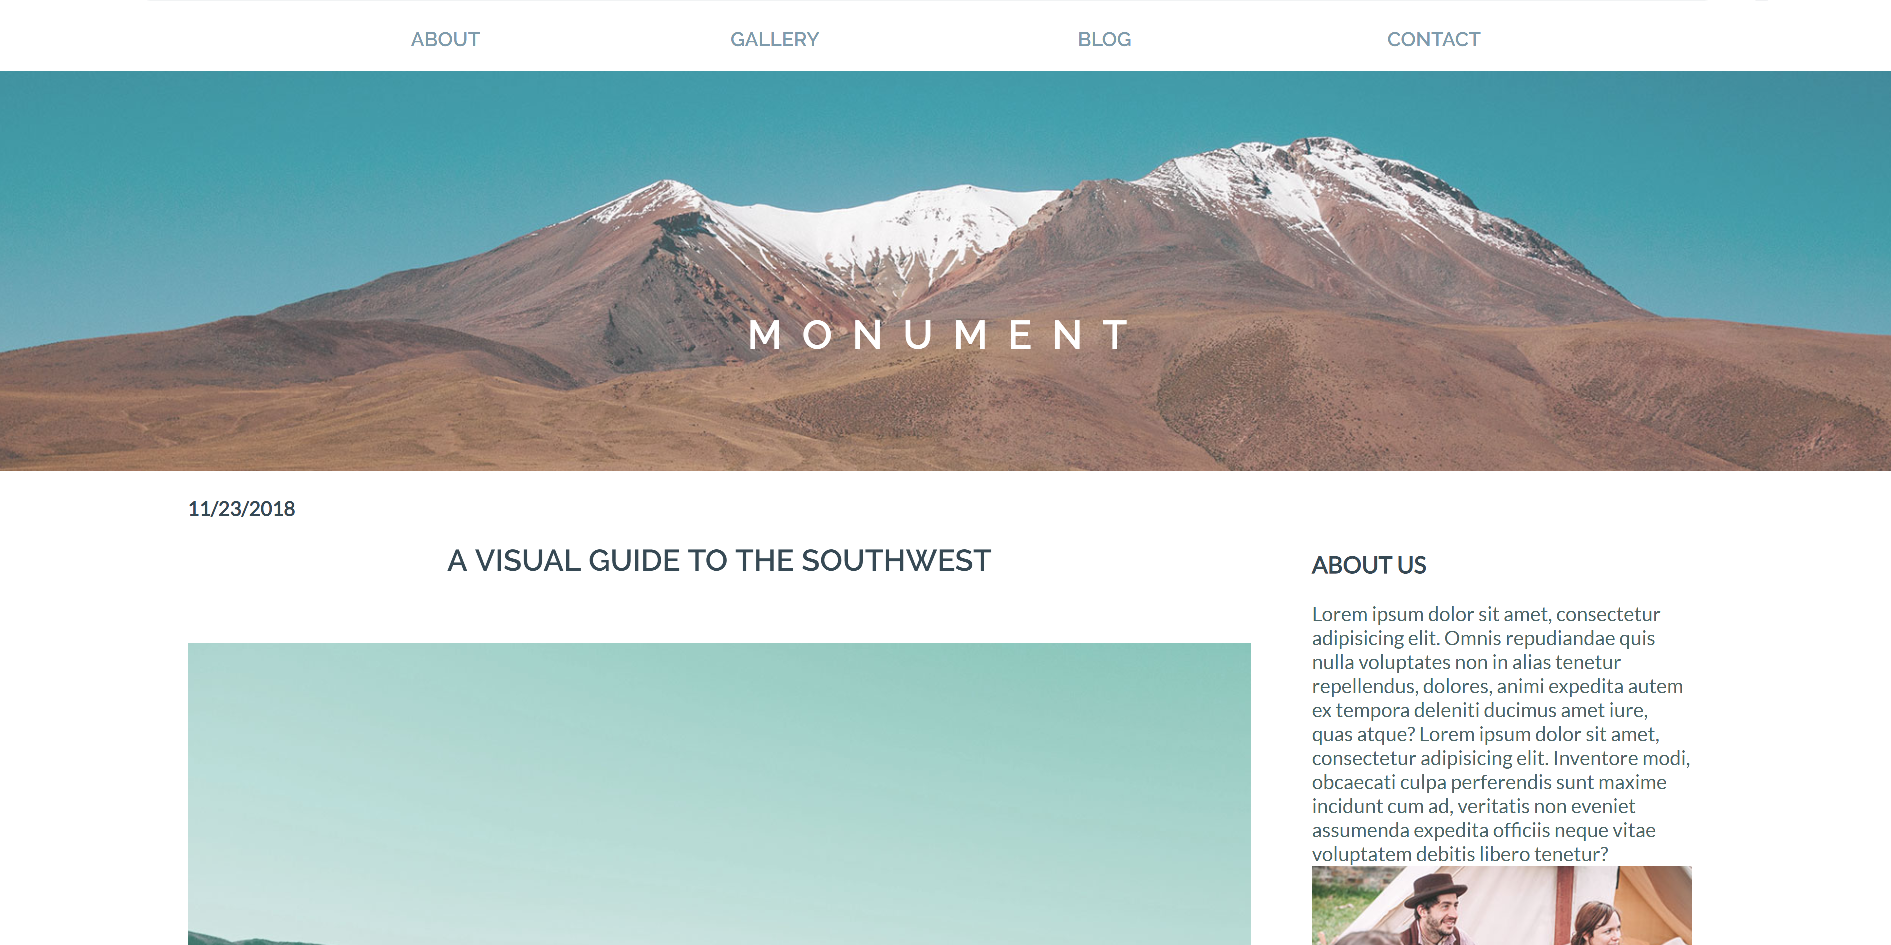 ABOUT
GALLERY
BLOG
CONTACT
MONUMENT
11/23/2018
A VISUAL GUIDE TO THE SOUTHWEST
ABOUT US
Lorem ipsum dolor sit amet, consectetur
adipisicing elit. Omnis repudiandae quis
nulla voluptates non in alias tenetur
repellendus, dolores, animi expedita autem
ex tempora deleniti ducimus amet iure,
quas atque? Lorem ipsum dolor sit amet,
consectetur adipisicing elit. Inventore modi,
obcaecati culpa perferendis sunt maxime
incidunt cum ad, veritatis non eveniet
assumenda expedita officiis neque vitae
voluptatem debitis libero tenetur?